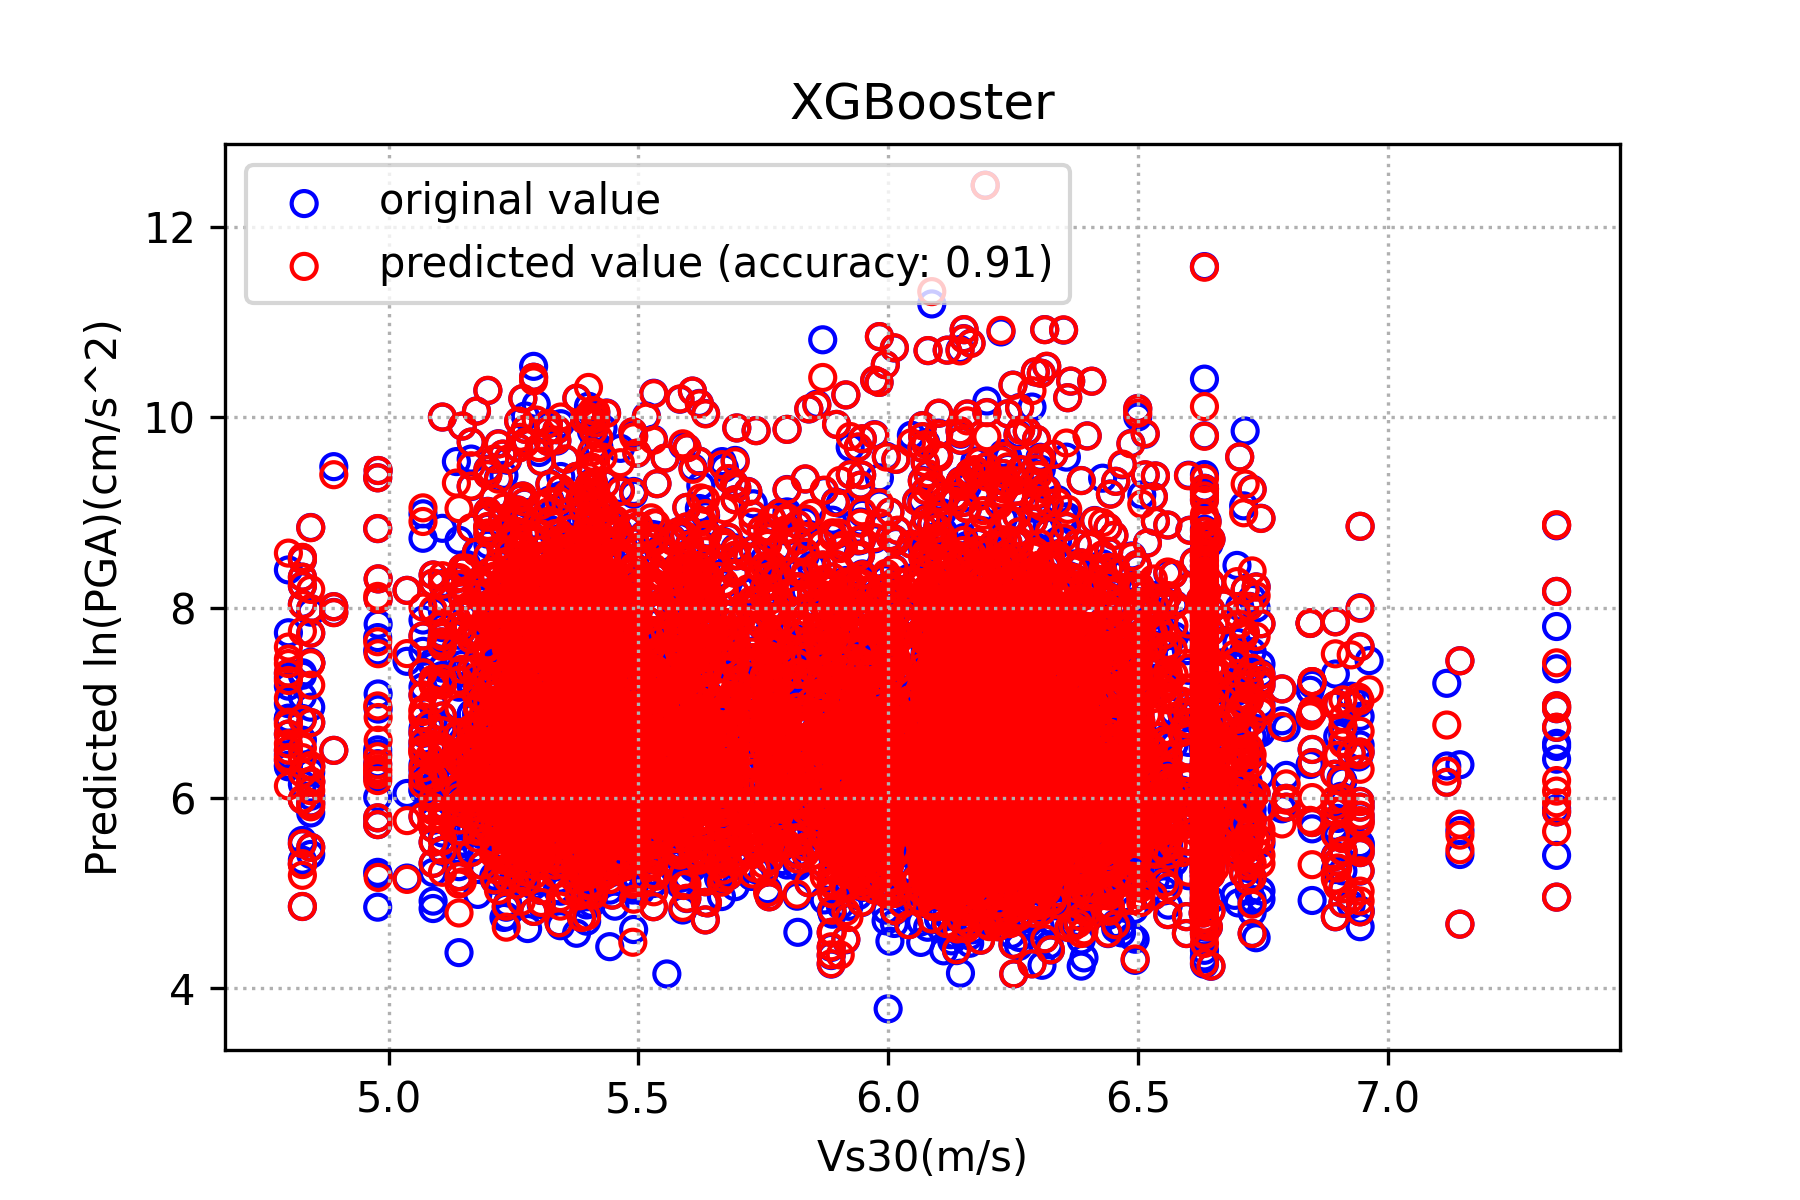 XGBooster
original value
predicted value (accuracy: 0.91)
Predicted ln(PGA)(cm/s^2)
12
10
8
6
4
5.0 5.5 6.0 6.5 7.0
Vs30(m/s)